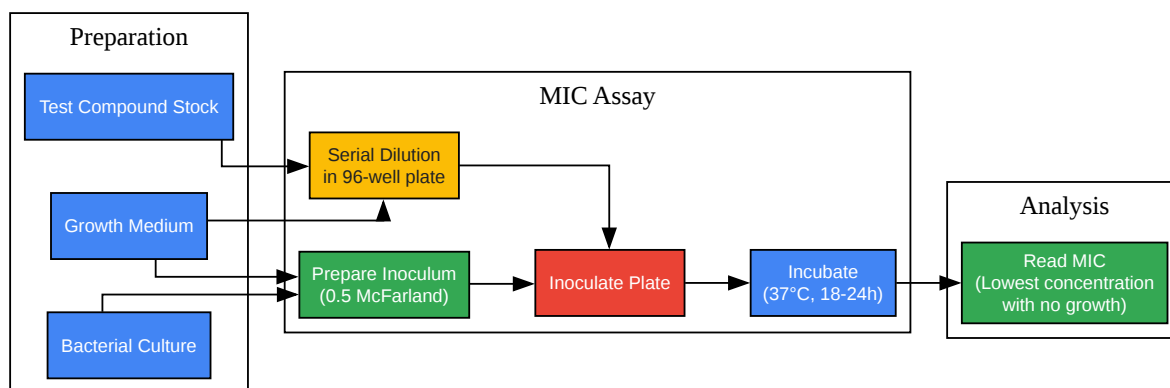 Preparation
Test Compound Stock
Growth Medium
Bacterial Culture
MIC Assay
Serial Dilution
in 96-well plate
Prepare Inoculum
(0.5 McFarland)
Inoculate Plate
Incubate
(37°C, 18-24h)
Analysis
Read MIC
(Lowest concentration
with no growth)